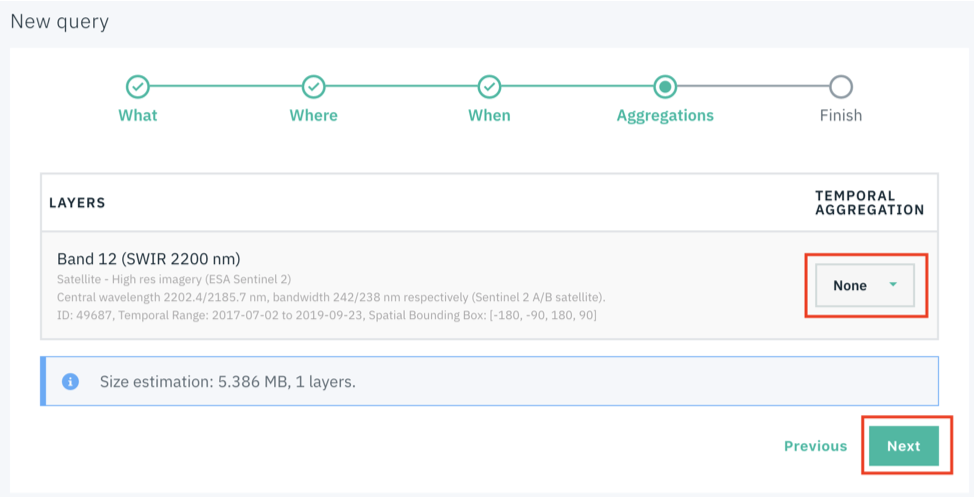 New query
What
Where
When
Aggregations
Finish
LAYERS
TEMPORAL
AGGREGATION
Band 12 (SWIR 2200 nm)
Satellite - High res imagery (ESA Sentinel 2)
Central wavelength 2202.4/2185.7 nm, bandwidth 242/238 nm respectively (Sentinel 2 A/B satellite).
ID: 49687, Temporal Range: 2017-07-02 to 2019-09-23, Spatial Bounding Box: [-180, -90, 180, 90]
None
Size estimation: 5.386 MB, 1 layers.
Previous
Next